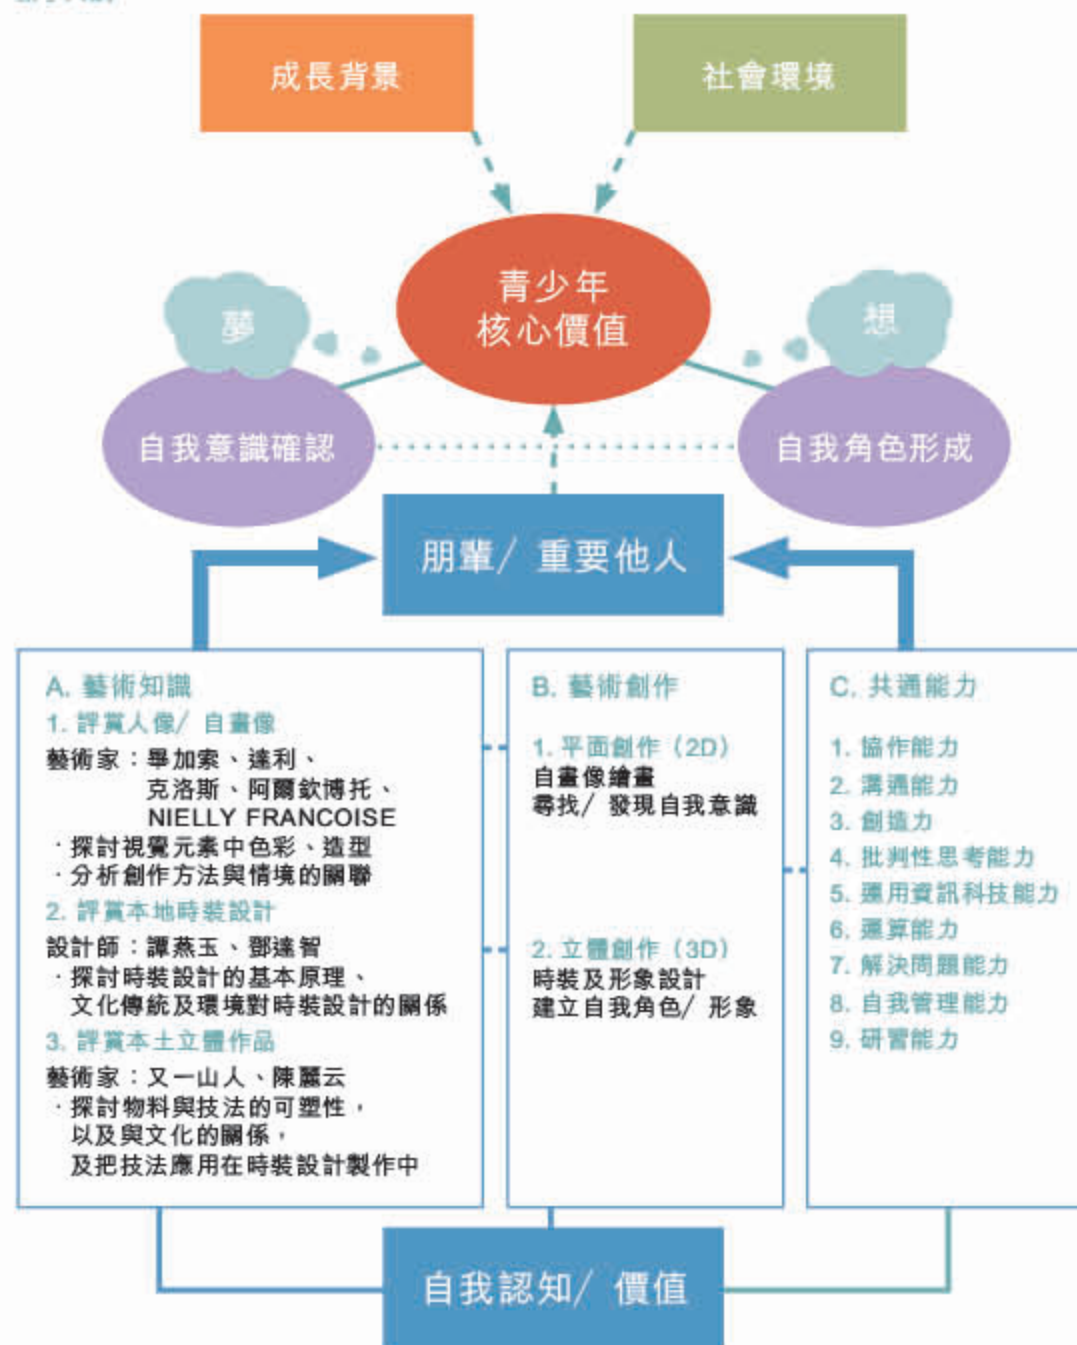 成長背景
社會環境
青少年
核心價值
夢
想
自我意識確認
自我角色形成
朋輩/ 重要他人
A. 藝術知識
1. 評賞人像/ 自畫像
藝術家：畢加索、達利、
克洛斯、阿爾欽博托、
NIELLY FRANCOISE
·探討視覺元素中色彩、造型
·分析創作方法與情境的關聯
2. 評賞本地時裝設計
設計師：譚燕玉、鄧達智
·探討時裝設計的基本原理、
文化傳統及環境對時裝設計的關係
3. 評賞本土立體作品
藝術家：又一山人、陳麗云
·探討物料與技法的可塑性，
以及與文化的關係，
及把技法應用在時裝設計製作中
B. 藝術創作
1. 平面創作（2D）
自畫像繪畫
尋找/ 發現自我意識
2. 立體創作（3D）
時裝及形象設計
建立自我角色/ 形象
C. 共通能力
1. 協作能力
2. 溝通能力
3. 創造力
4. 批判性思考能力
5. 運用資訊科技能力
6. 運算能力
7. 解決問題能力
8. 自我管理能力
9. 研習能力
自我認知/ 價值